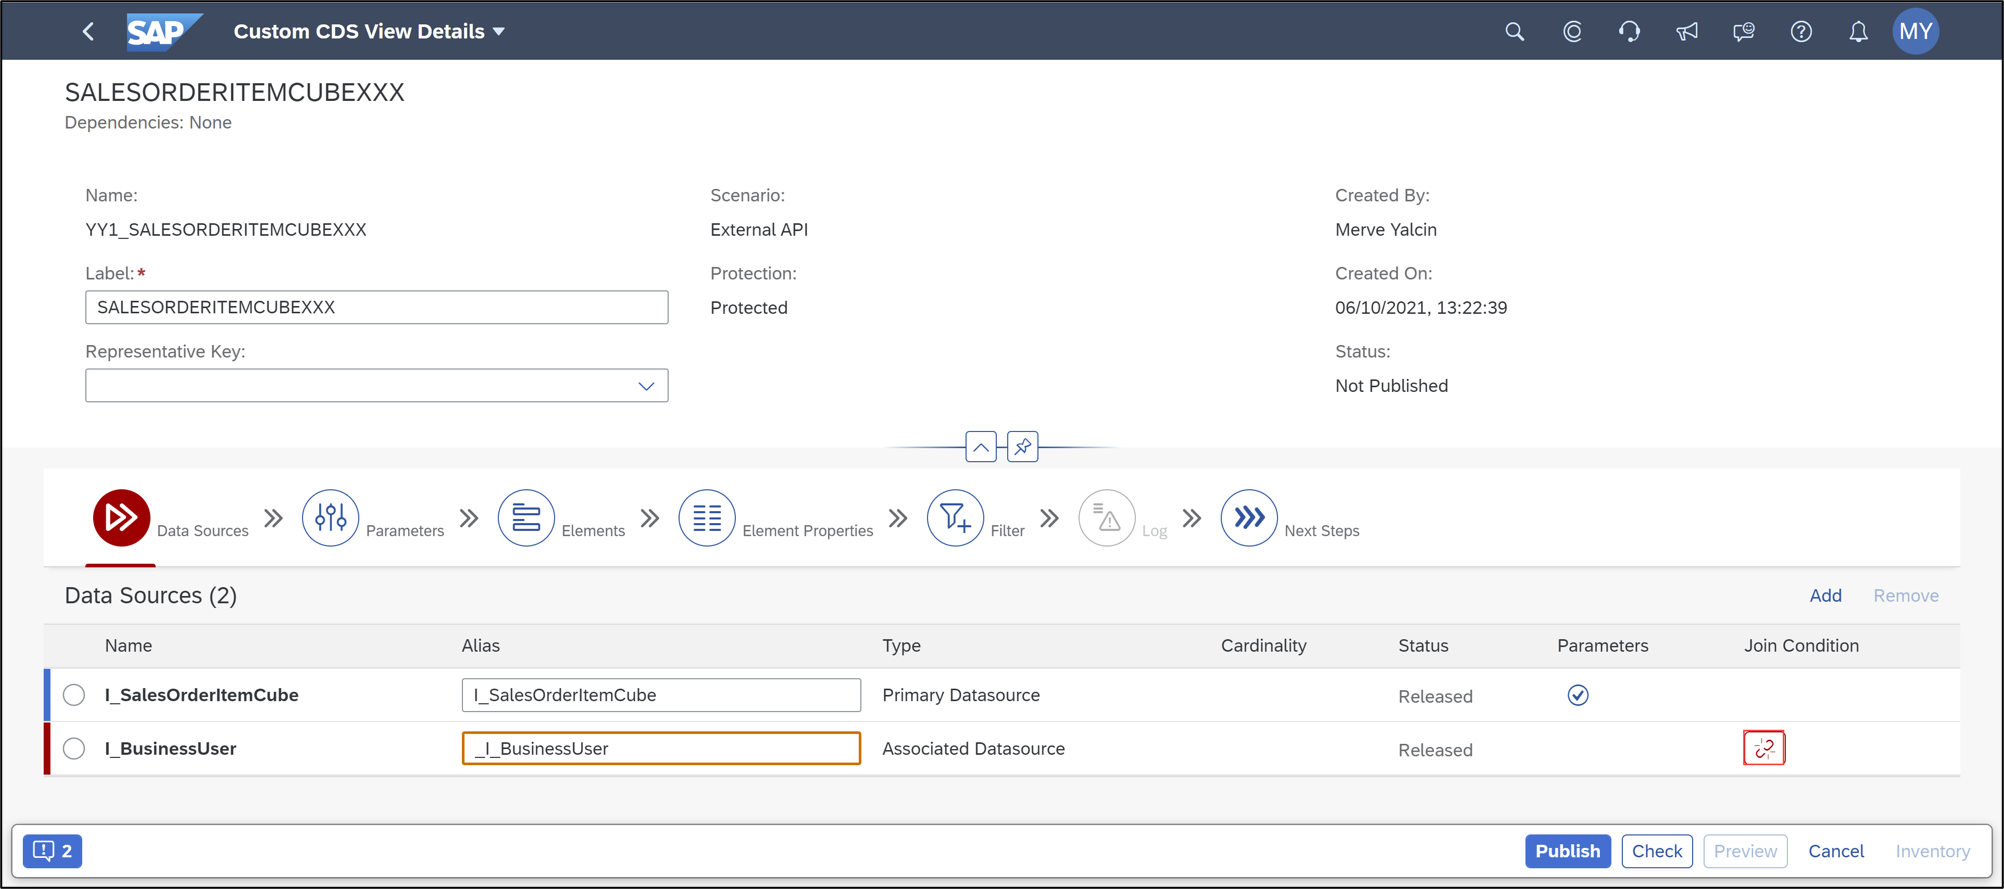 SAP Custom CDS View Details MY
SALESORDERITEMCUBEXXX
Dependencies: None
Name: Scenario: Created By:
YY1_SALESORDERITEMCUBEXXX External API Merve Yalcin
Label:* Protection: Created On:
SALESORDERITEMCUBEXXX Protected 06/10/2021, 13:22:39
Representative Key: Status:
Not Published
Data Sources Parameters Elements Element Properties Filter Log Next Steps
Data Sources (2) Add Remove
Name Alias Type Cardinality Status Parameters Join Condition
I_SalesOrderItemCube I_SalesOrderItemCube Primary Datasource Released
I_BusinessUser _I_BusinessUser Associated Datasource Released
2 Publish Check Preview Cancel Inventory